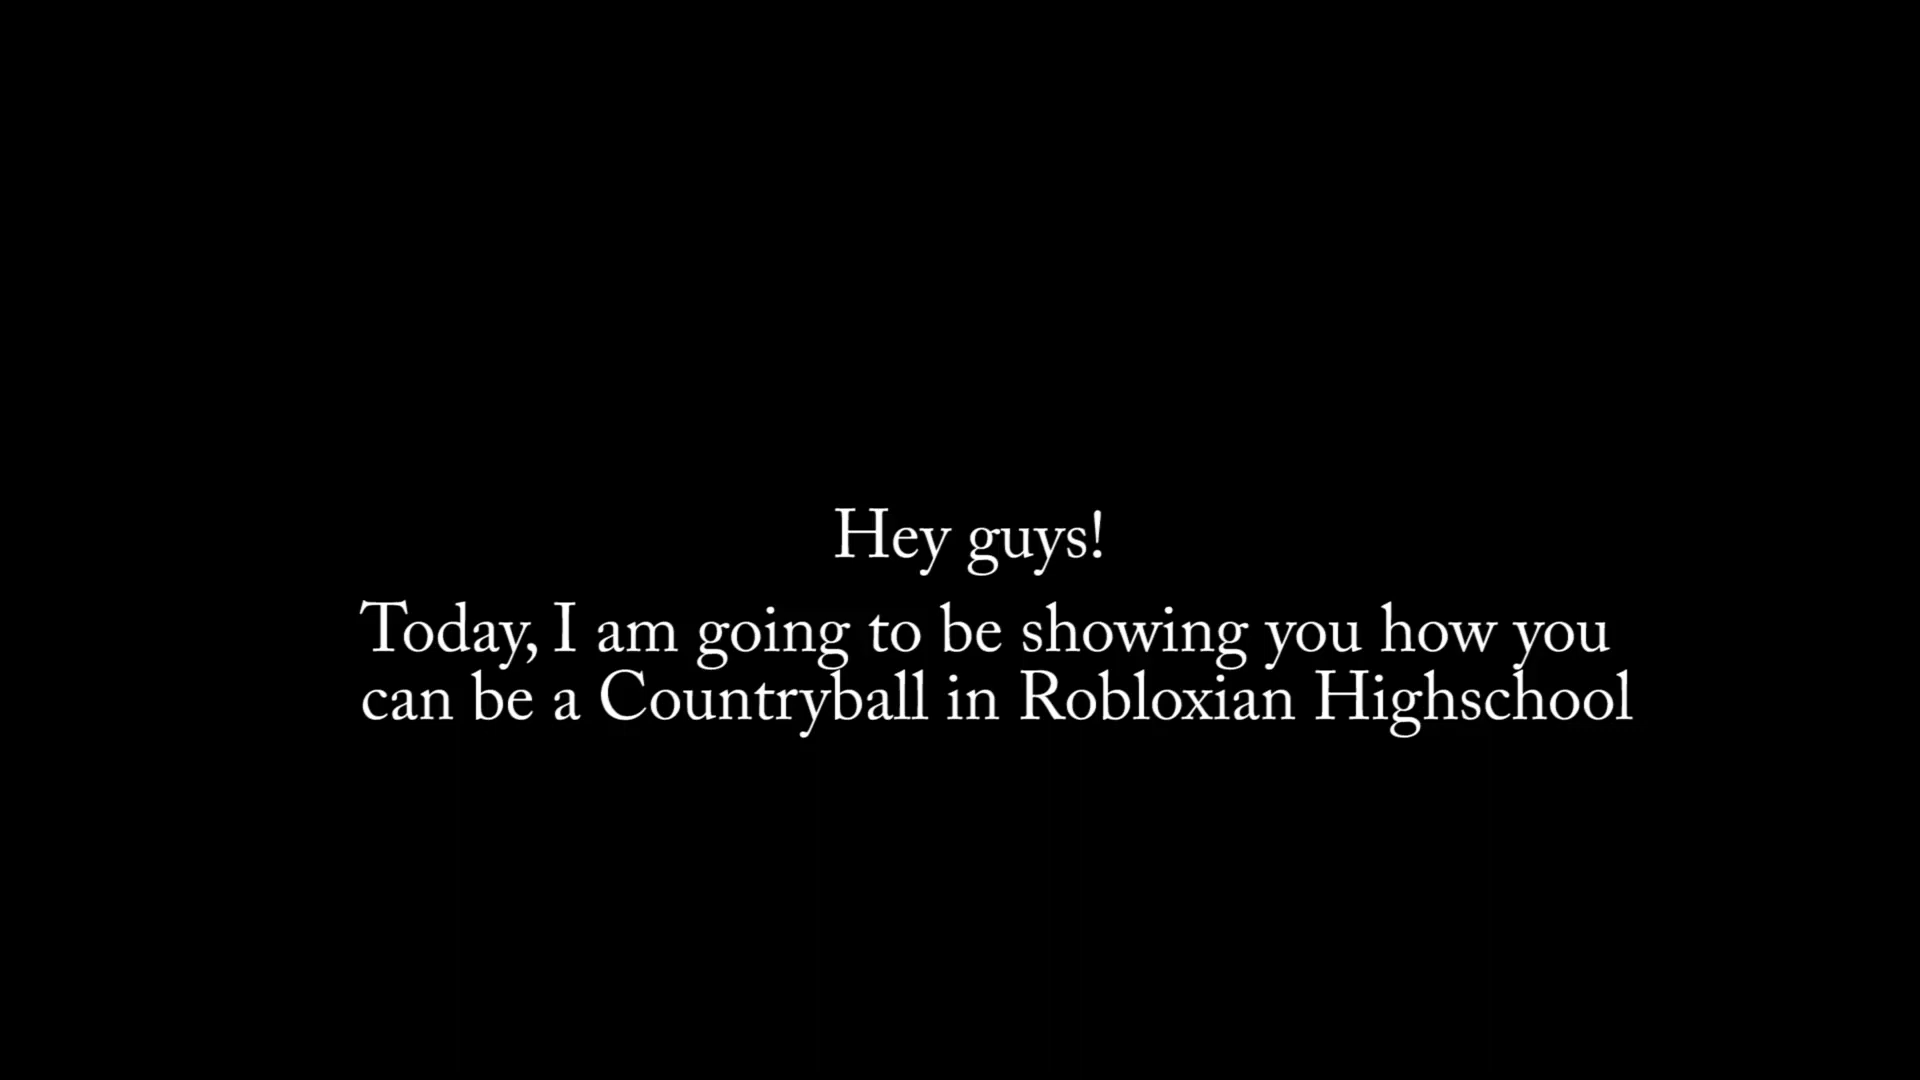 Hey guys!
Today, I am going to be showing you how you
can be a Countryball in Robloxian Highschool